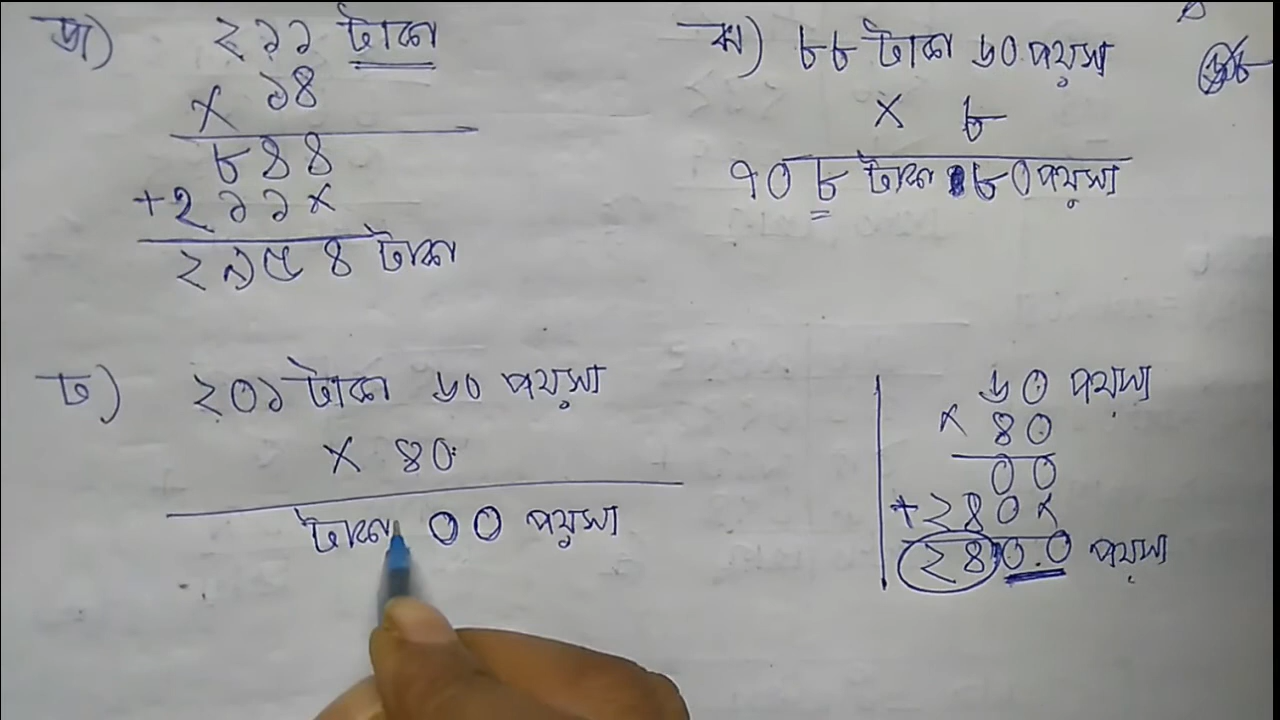 ঞ) ২১১ টাকা
× ১৪
৮৪৪
+২১১×
২৯৫৪ টাকা
ঝ) ৮৮ টাকা ৬০ পয়সা
× ৮
৭০৮ টাকা ৮০ পয়সা
ট) ২০১ টাকা ৬০ পয়সা
× ৪০
টাকা ০০ পয়সা
৬০ পয়সা
× ৪০
০০
+২৪০×
২৪০০ পয়সা